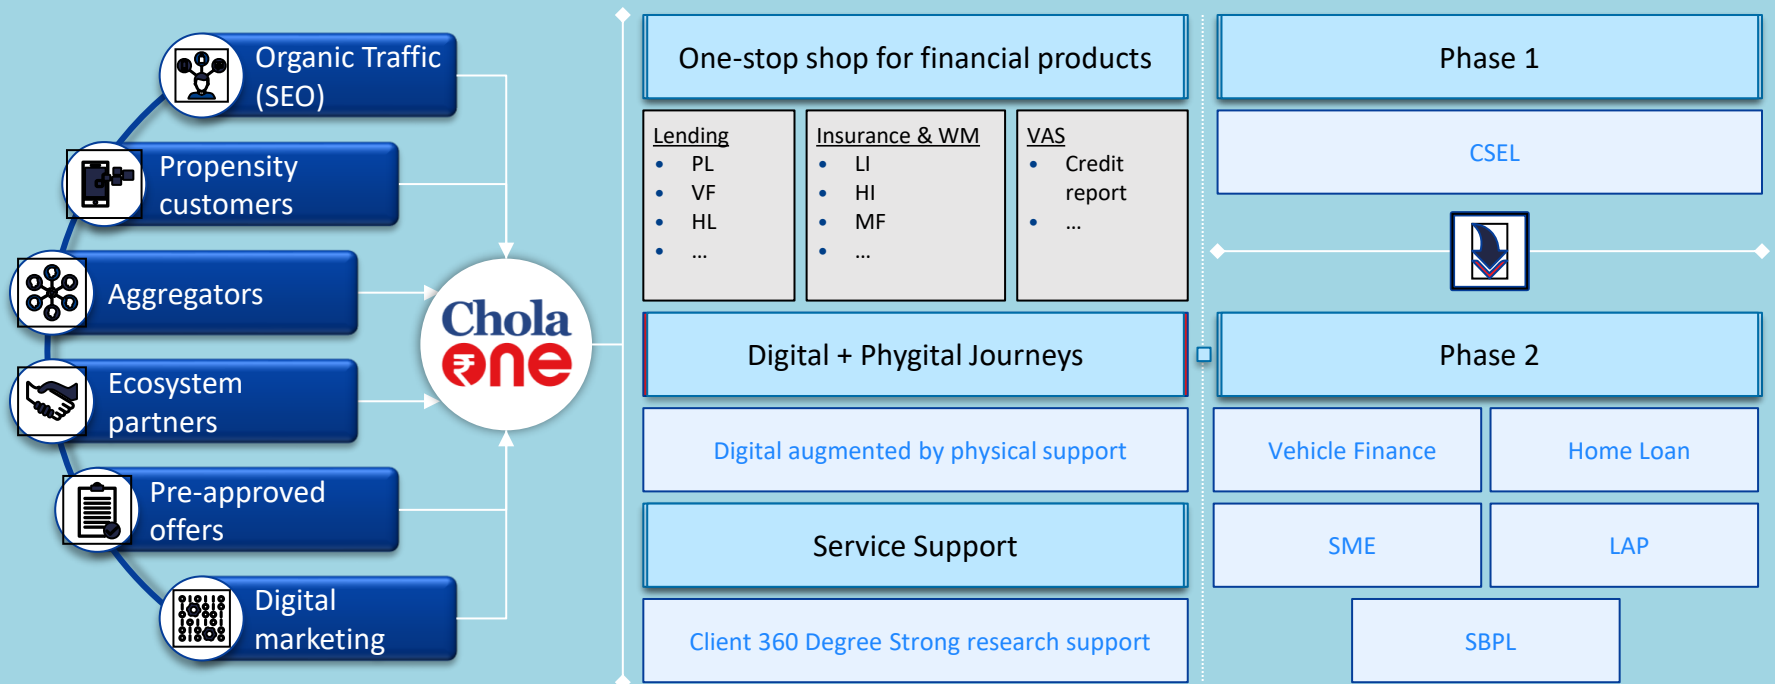 Organic Traffic
(SEO)
Propensity
customers
Aggregators
Ecosystem
partners
Pre-approved
offers
Digital
marketing
Chola
one
One-stop shop for financial products
Lending
• PL
• VF
• HL
• ...
Insurance & WM
• LI
• HI
• MF
• ...
VAS
• Credit
report
• ...
Digital + Phygital Journeys
Digital augmented by physical support
Service Support
Client 360 Degree Strong research support
Phase 1
CSEL
Phase 2
Vehicle Finance
Home Loan
SME
LAP
SBPL